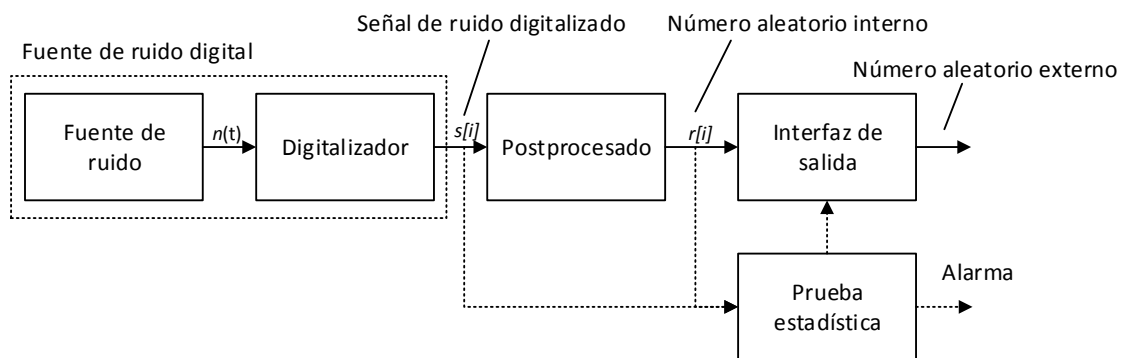 Señal de ruido digitalizado
Número aleatorio interno
Fuente de ruido digital
Número aleatorio externo
Fuente de
ruido
n(t)
Digitalizador
s[i]
Postprocesado
r[i]
Interfaz de
salida
Prueba
estadística
Alarma